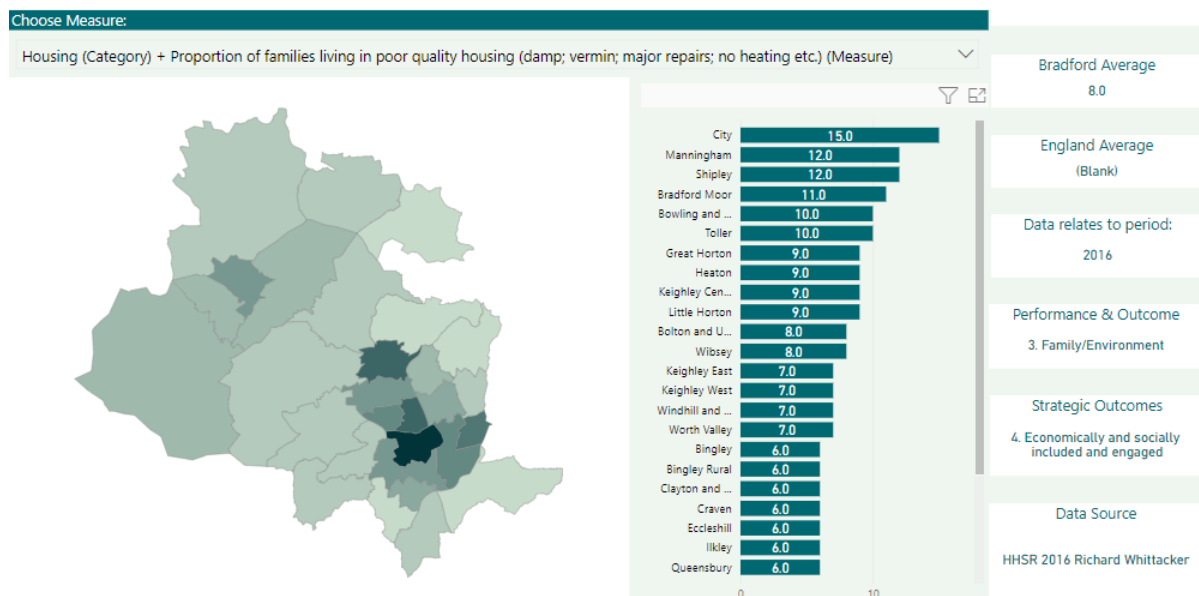 Choose Measure:
Housing (Category) + Proportion of families living in poor quality housing (damp; vermin; major repairs; no heating etc.) (Measure)
City 15.0
Manningham 12.0
Shipley 12.0
Bradford Moor 11.0
Bowling and ... 10.0
Toller 10.0
Great Horton 9.0
Heaton 9.0
Keighley Cen... 9.0
Little Horton 9.0
Bolton and U... 8.0
Wibsey 8.0
Keighley East 7.0
Keighley West 7.0
Windhill and ... 7.0
Worth Valley 7.0
Bingley 6.0
Bingley Rural 6.0
Clayton and ... 6.0
Craven 6.0
Eccleshill 6.0
Ilkley 6.0
Queensbury 6.0
0 10
Bradford Average
8.0
England Average
(Blank)
Data relates to period:
2016
Performance & Outcome
3. Family/Environment
Strategic Outcomes
4. Economically and socially
included and engaged
Data Source
HHSR 2016 Richard Whittacker